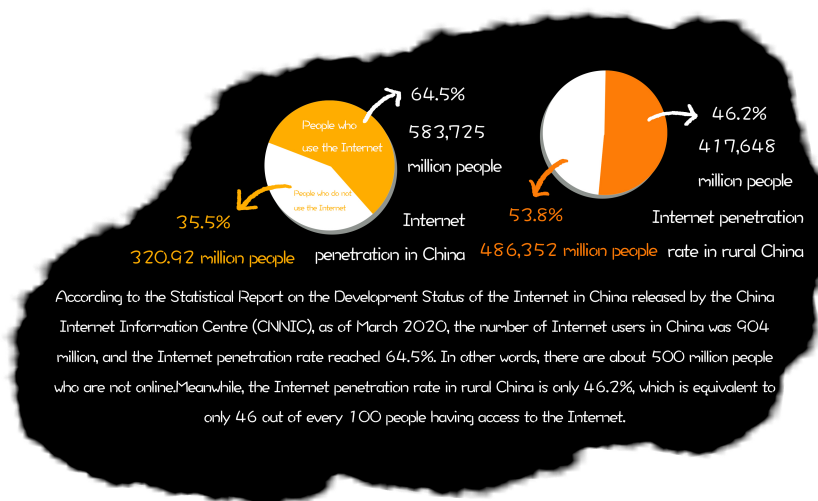 People who
use the Internet
People who do not
use the Internet
64.5%
583,725
million people
35.5%
320.92 million people
Internet
penetration in China
46.2%
417,648
million people
53.8%
486,352 million people
Internet penetration
rate in rural China
According to the Statistical Report on the Development Status of the Internet in China released by the China
Internet Information Centre (CNNIC), as of March 2020, the number of Internet users in China was 904
million, and the Internet penetration rate reached 64.5%. In other words, there are about 500 million people
who are not online.Meanwhile, the Internet penetration rate in rural China is only 46.2%, which is equivalent to
only 46 out of every 100 people having access to the Internet.